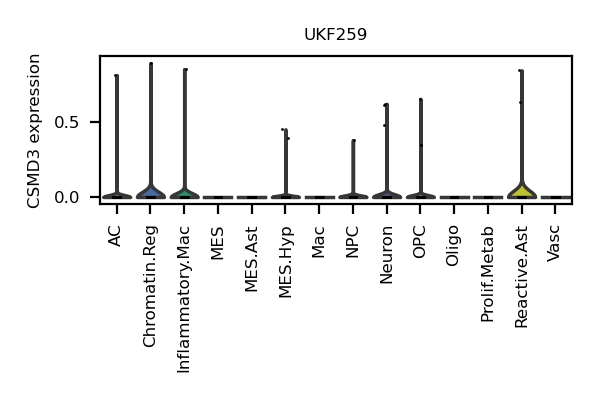 UKF259
CSMD3 expression
0.5
0.0
AC
Chromatin.Reg
Inflammatory.Mac
MES
MES.Ast
MES.Hyp
Mac
NPC
Neuron
OPC
Oligo
Prolif.Metab
Reactive.Ast
Vasc